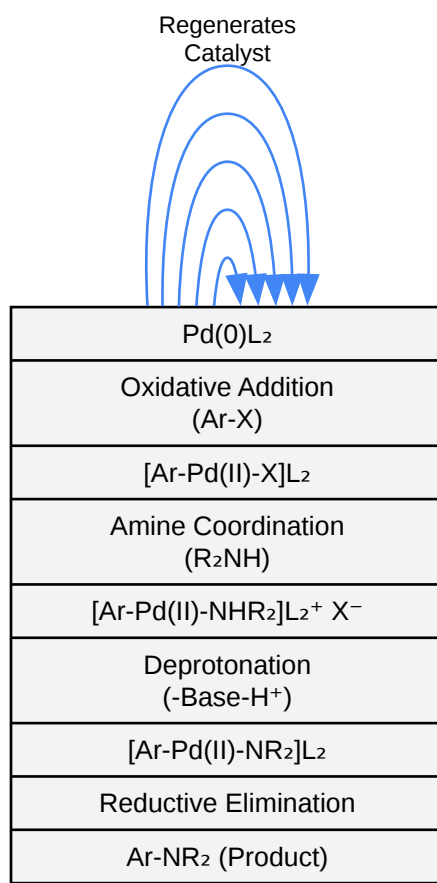 Regenerates
Catalyst
Pd(0)L₂
Oxidative Addition
(Ar-X)
[Ar-Pd(II)-X]L₂
Amine Coordination
(R₂NH)
[Ar-Pd(II)-NHR₂]L₂⁺ X⁻
Deprotonation
(-Base-H⁺)
[Ar-Pd(II)-NR₂]L₂
Reductive Elimination
Ar-NR₂ (Product)